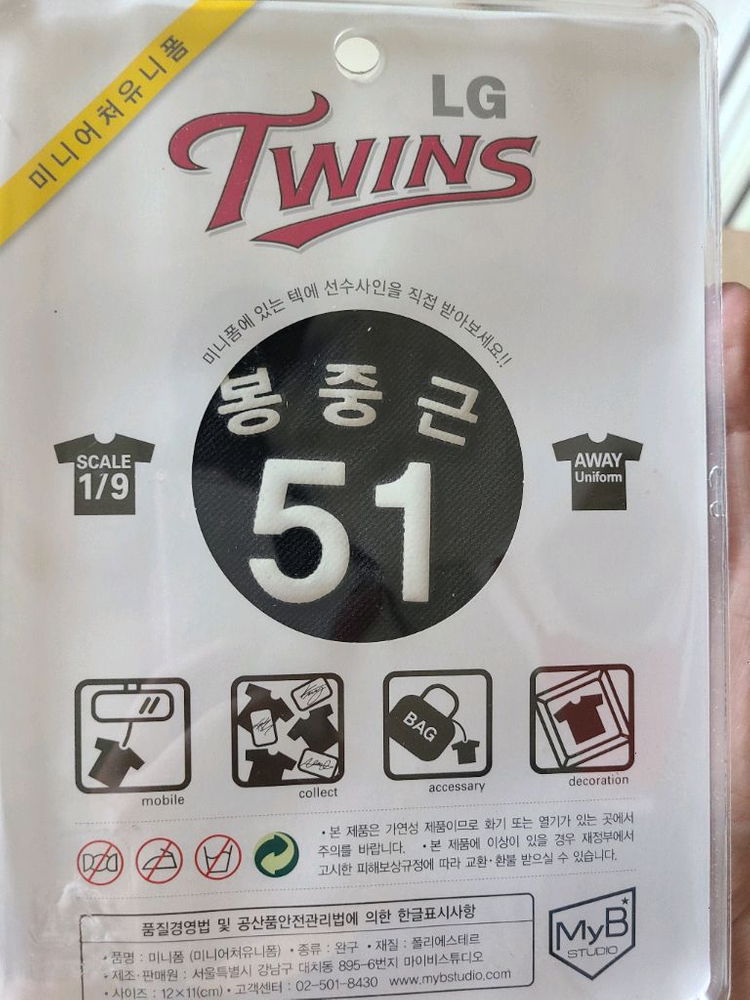 미니어쳐유니폼
LG
TWINS
미니폼에 있는 텍에 선수사인을 직접 받아보세요!!
봉중근
51
SCALE
1/9
AWAY
Uniform
BAG
mobile
collect
accessary
decoration
• 본 제품은 가연성 제품이므로 화기 또는 열기가 있는 곳에서
주의를 바랍니다. • 본 제품에 이상이 있을 경우 재정부에서
고시한 피해보상규정에 따라 교환·환불 받으실 수 있습니다.
품질경영법 및 공산품안전관리법에 의한 한글표시사항
• 품명 : 미니폼 (미니어쳐유니폼) • 종류 : 완구 • 재질 : 폴리에스테르
• 제조·판매원 : 서울특별시 강남구 대치동 895-6번지 마이비스튜디오
• 사이즈 : 12×11(cm) • 고객센터 : 02-501-8430 www.mybstudio.com
MyB
STUDIO